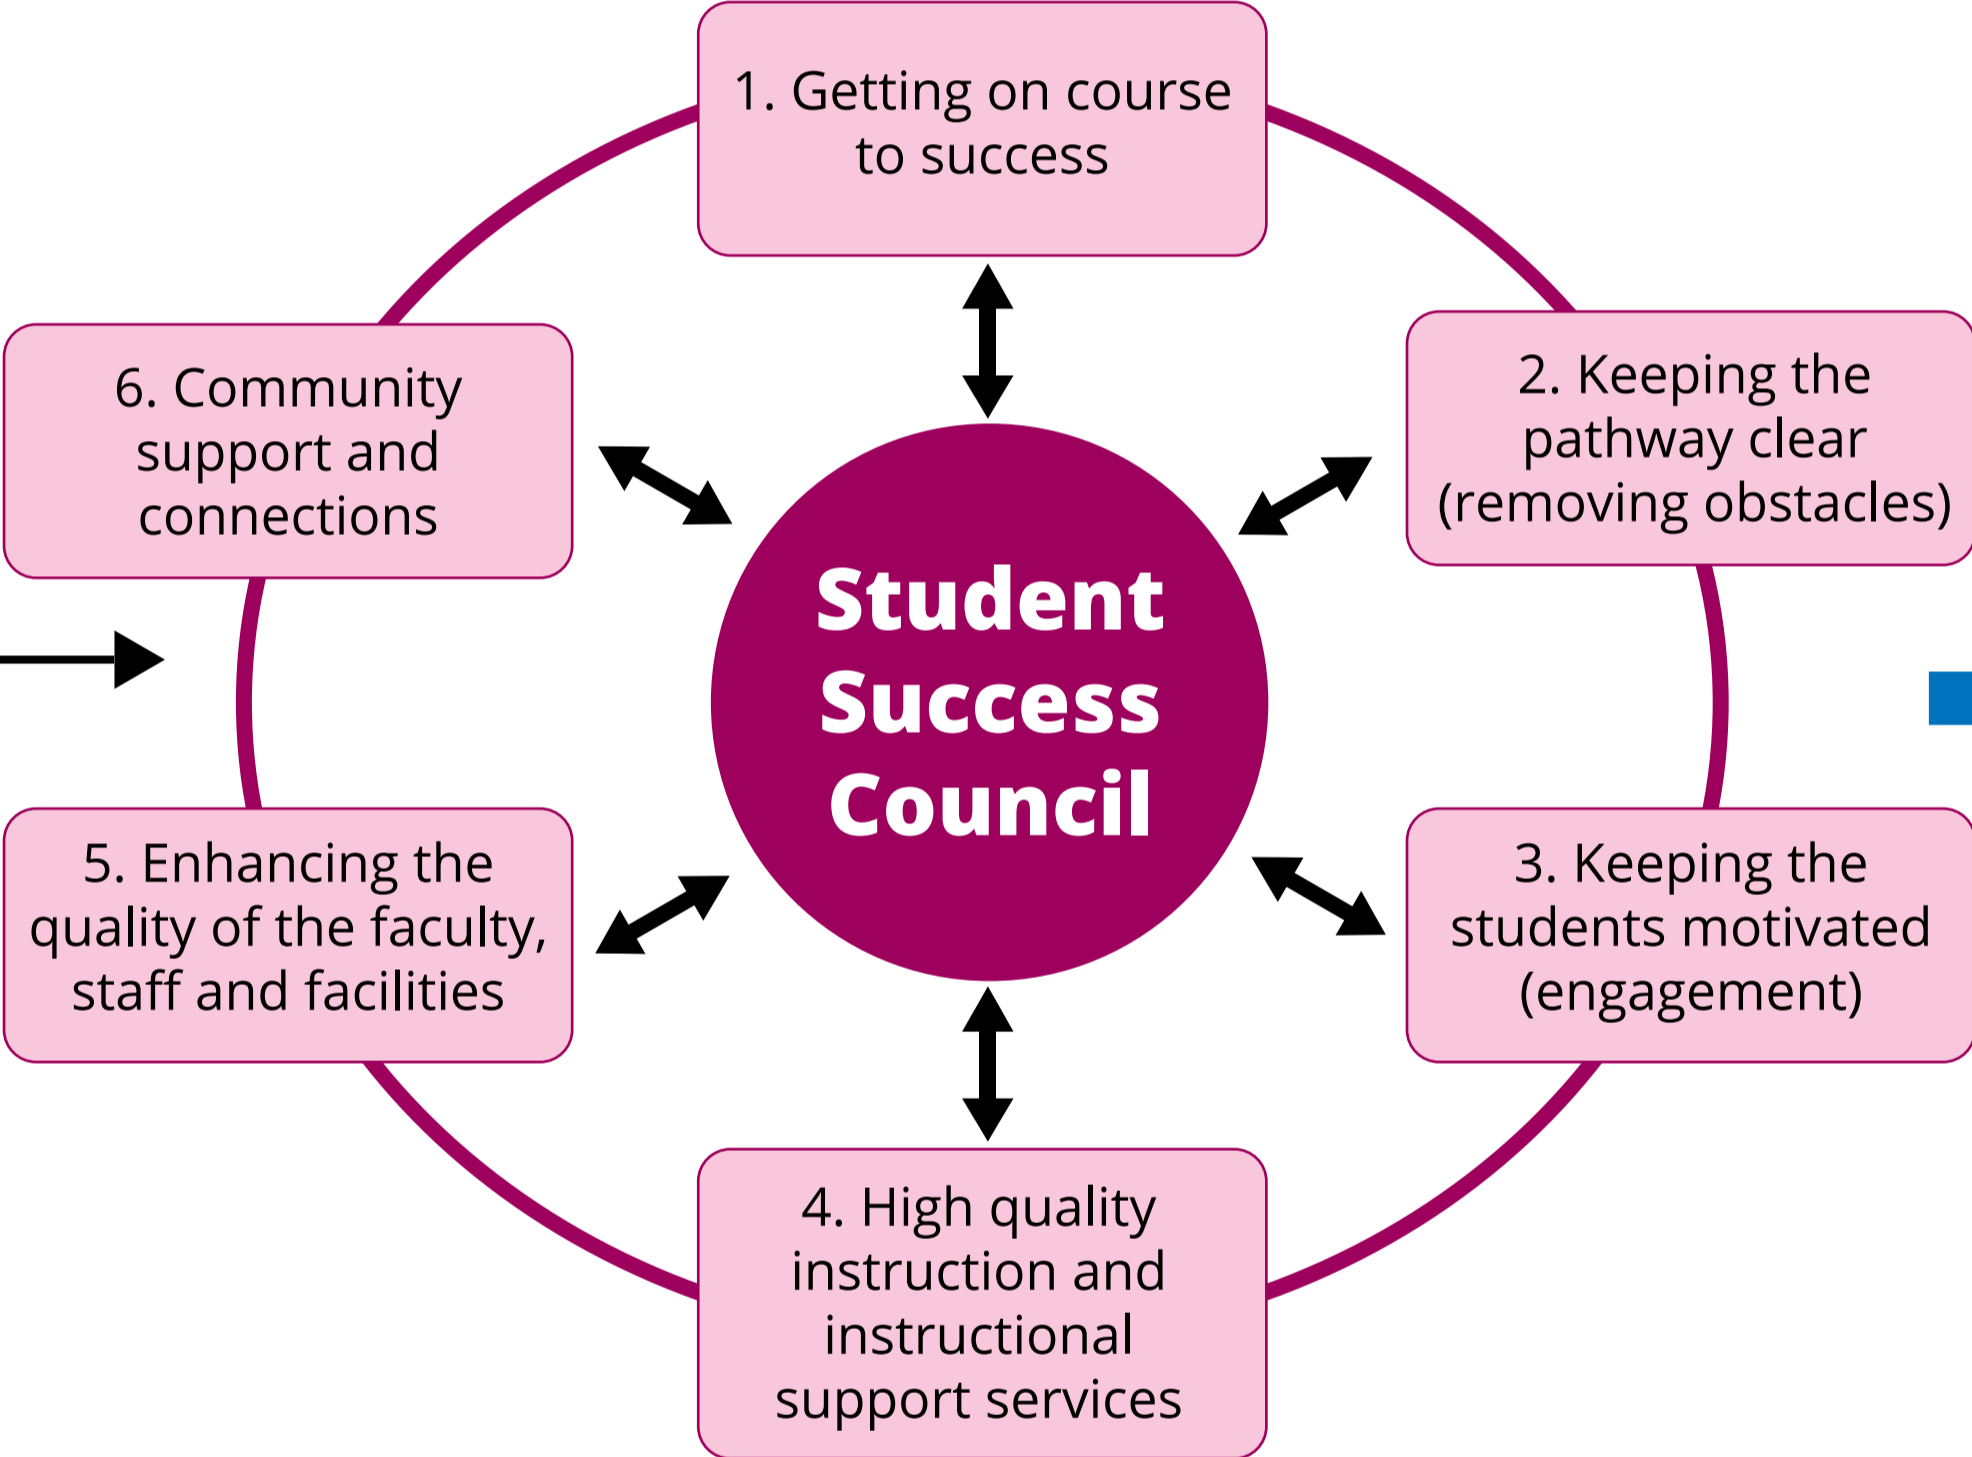 1. Getting on course
to success
2. Keeping the
pathway clear
(removing obstacles)
3. Keeping the
students motivated
(engagement)
4. High quality
instruction and
instructional
support services
5. Enhancing the
quality of the faculty,
staff and facilities
6. Community
support and
connections
Student
Success
Council